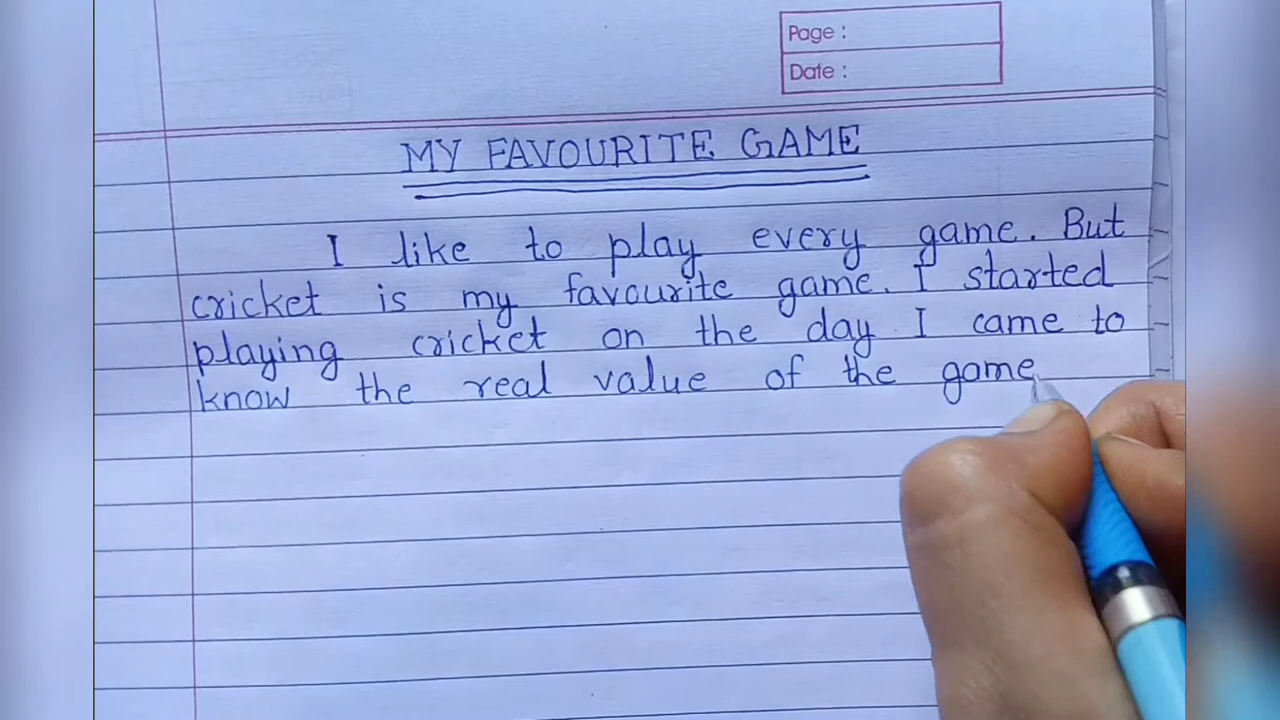 Page :
Date :
MY FAVOURITE GAME
I like to play every game. But
cricket is my favourite game. I started
playing cricket on the day I came to
know the real value of the game